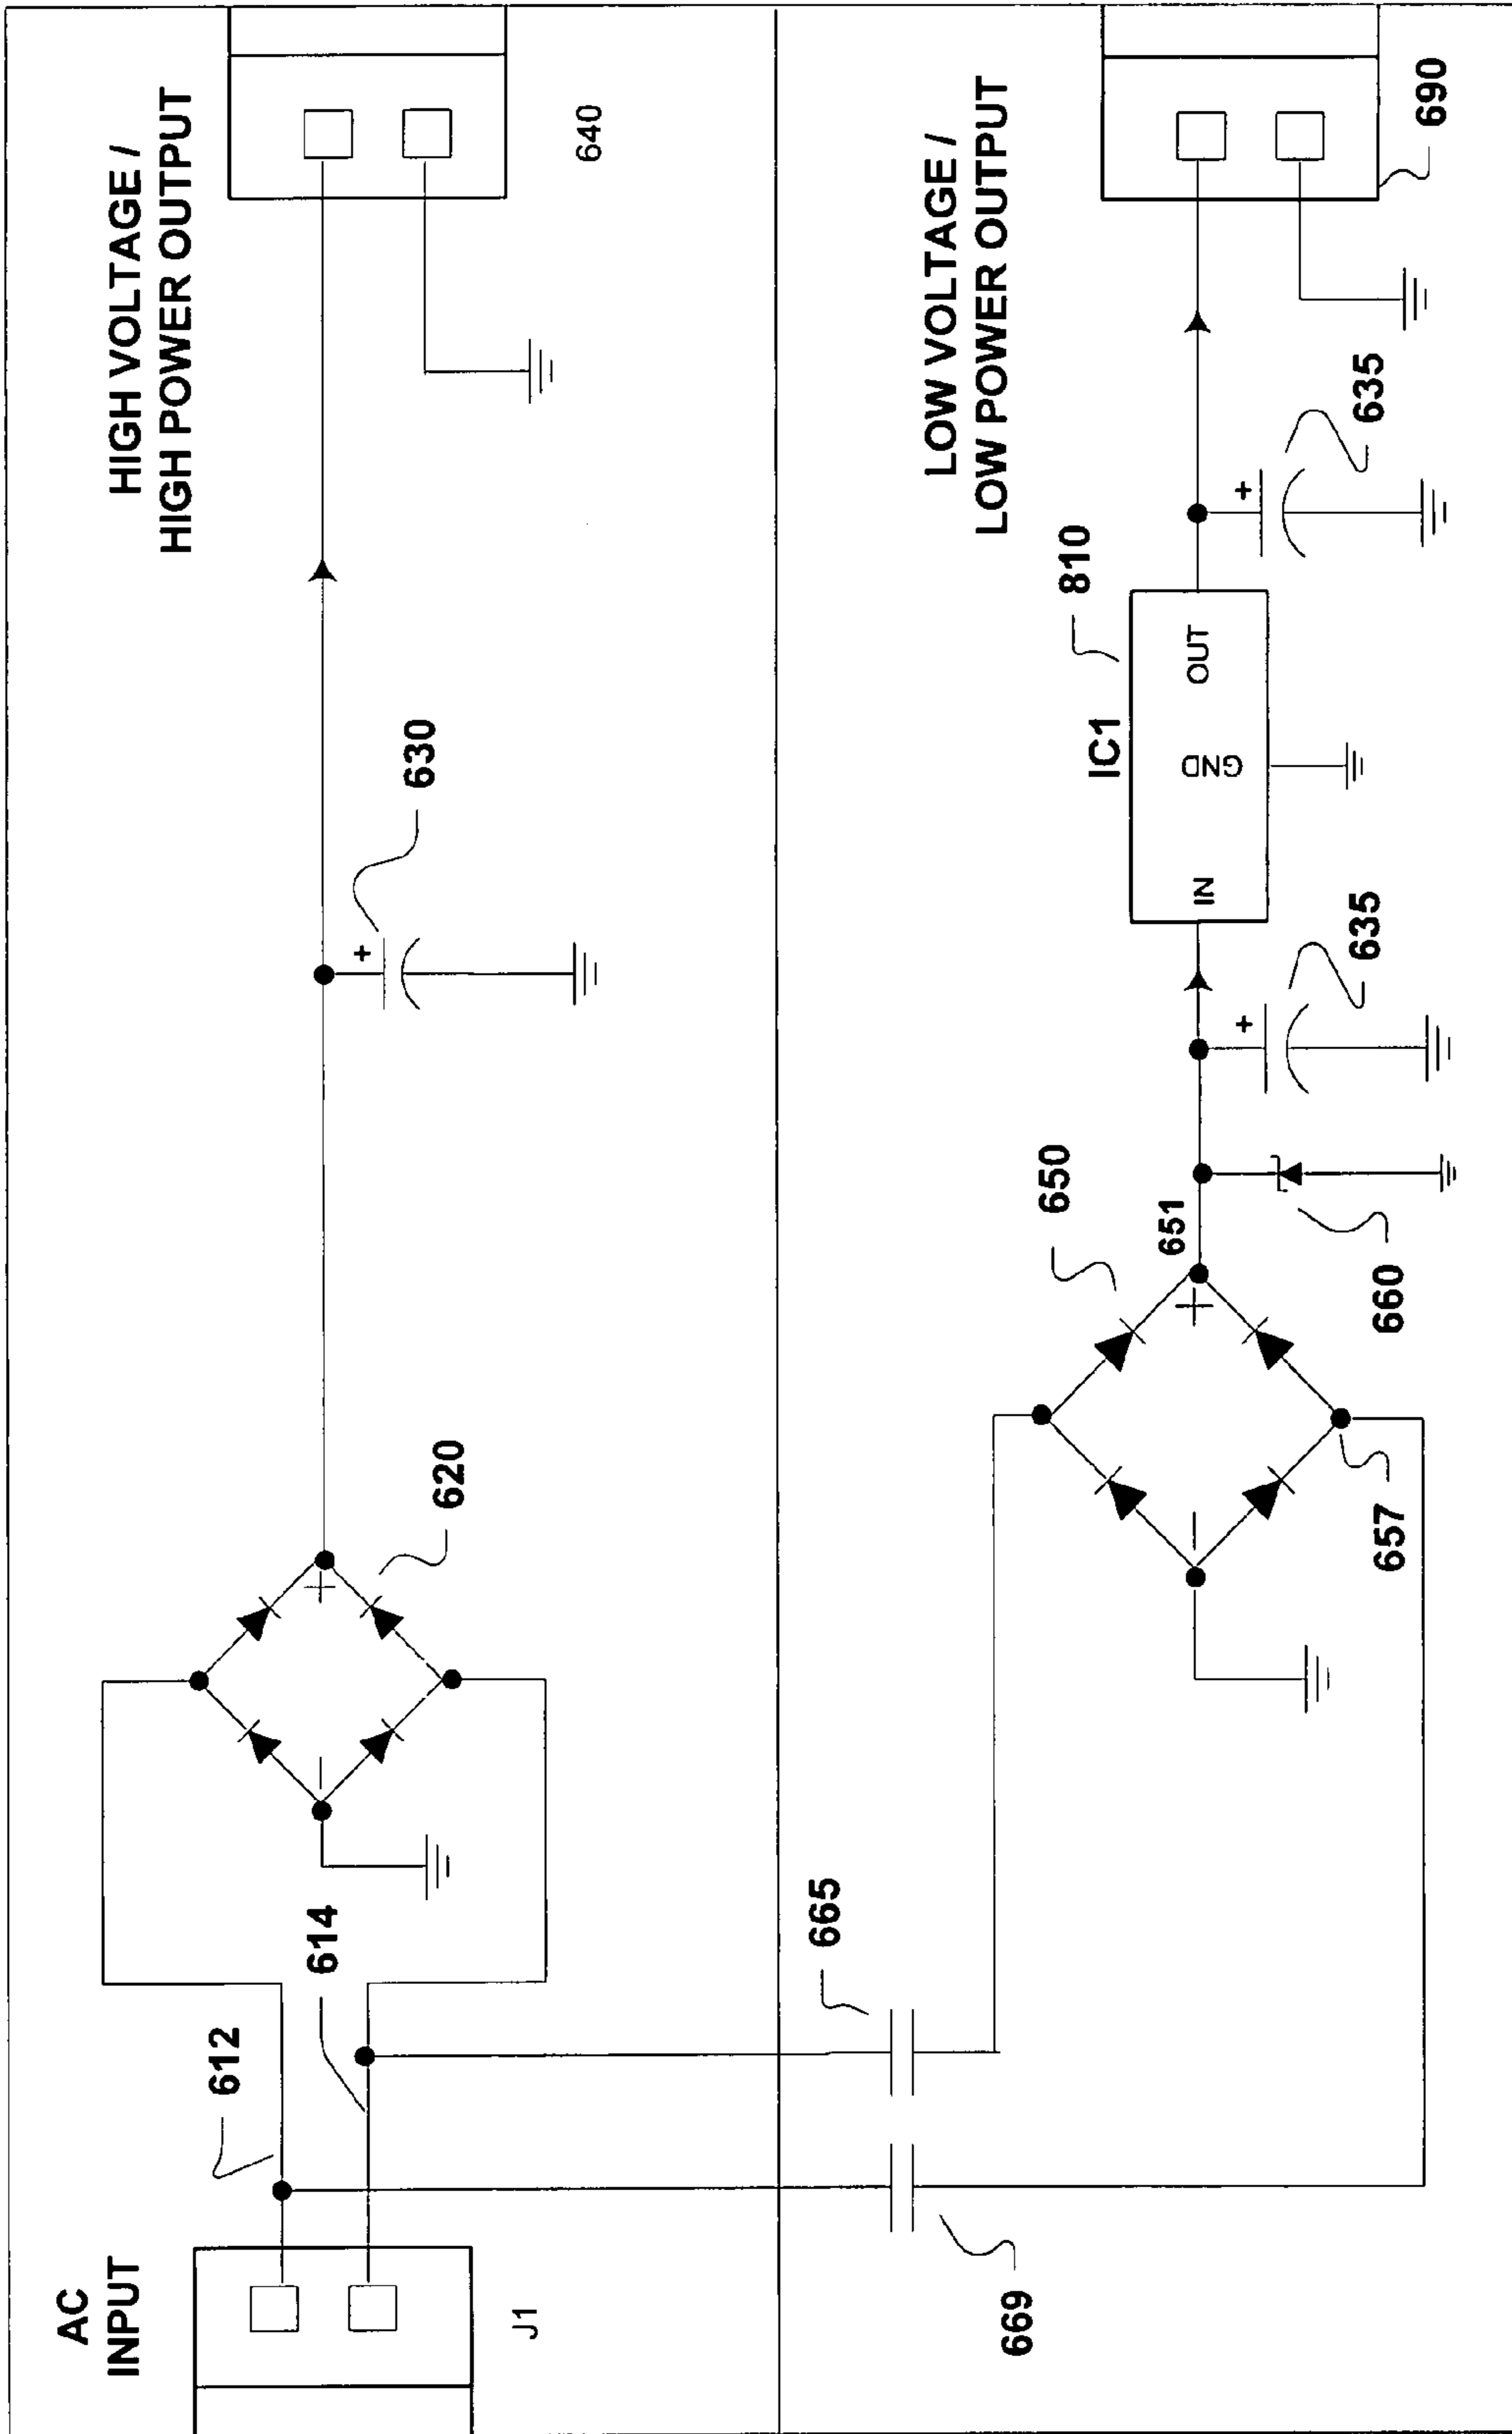 HIGH VOLTAGE /
HIGH POWER OUTPUT
640
+
630
+
620
−
AC
INPUT
612
614
J1
LOW VOLTAGE /
LOW POWER OUTPUT
690
+
635
810
IC1
IN
GND
OUT
+
635
660
650
651
+
−
657
665
669